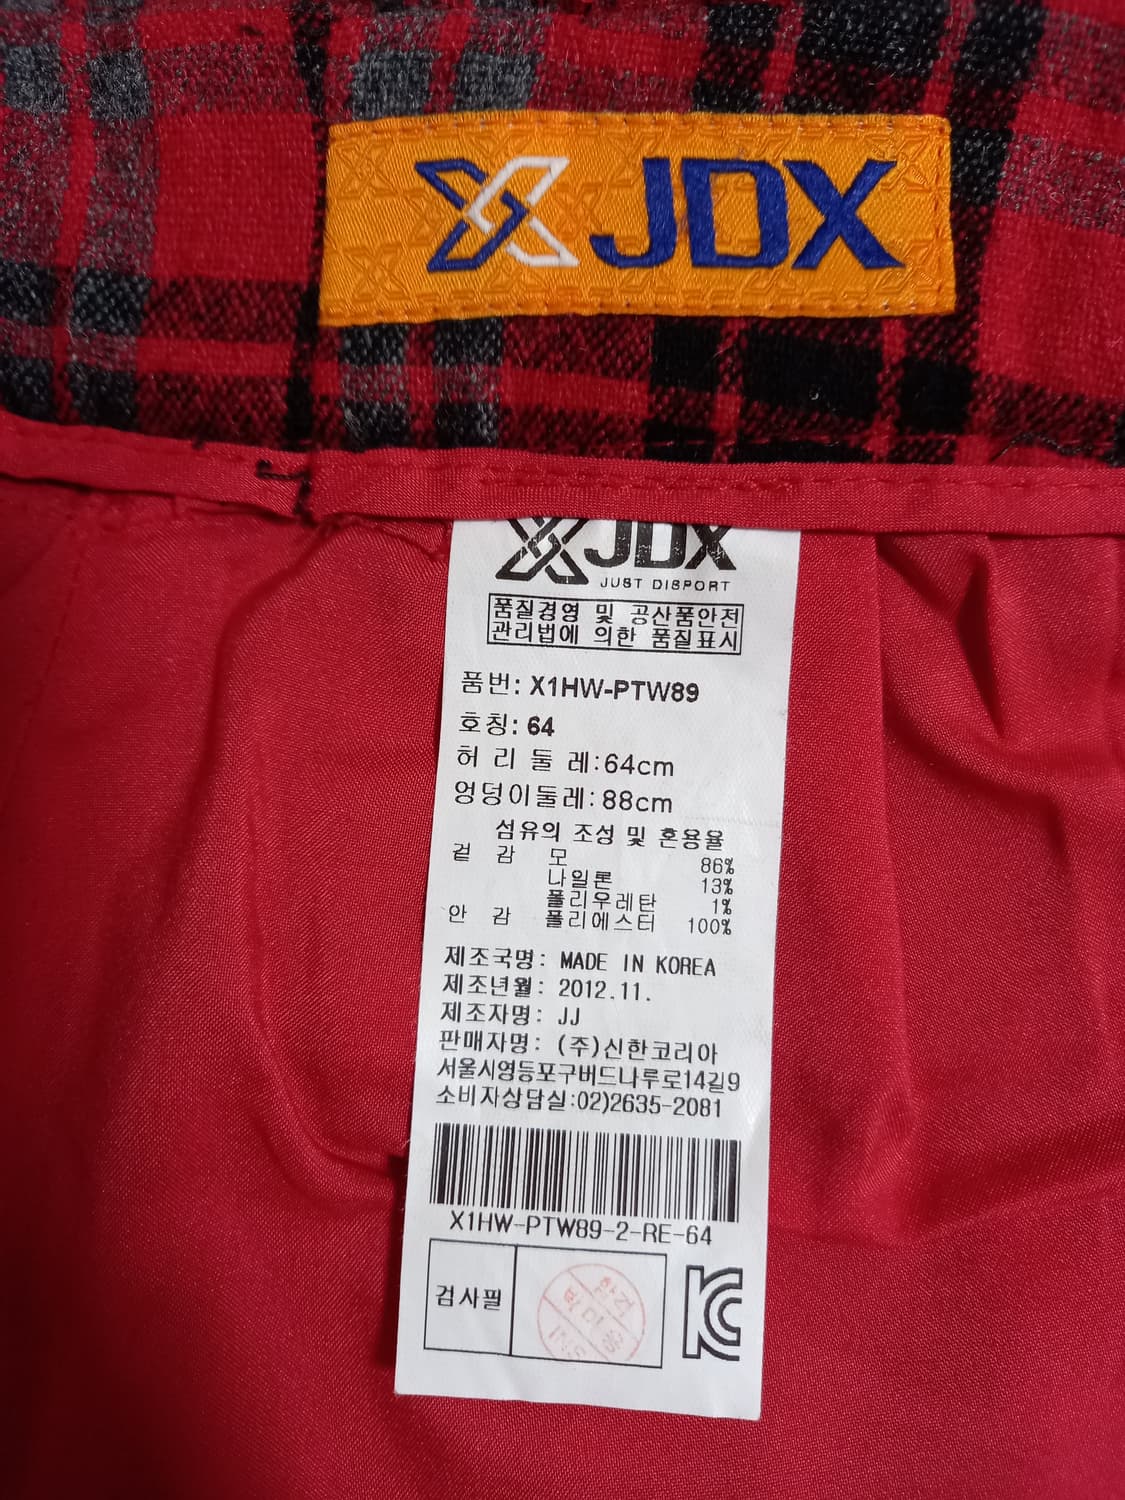 JDX
JDX
JUST DISPORT
품질경영 및 공산품안전
관리법에 의한 품질표시
품번: X1HW-PTW89
호칭: 64
허 리 둘 레:64cm
엉덩이둘레:88cm
섬유의 조성 및 혼용율
겉 감 모 86%
나일론 13%
폴리우레탄 1%
안 감 폴리에스터 100%
제조국명: MADE IN KOREA
제조년월: 2012.11.
제조자명: JJ
판매자명: (주)신한코리아
서울시영등포구버드나루로14길9
소비자상담실:02)2635-2081
X1HW-PTW89-2-RE-64
검사필